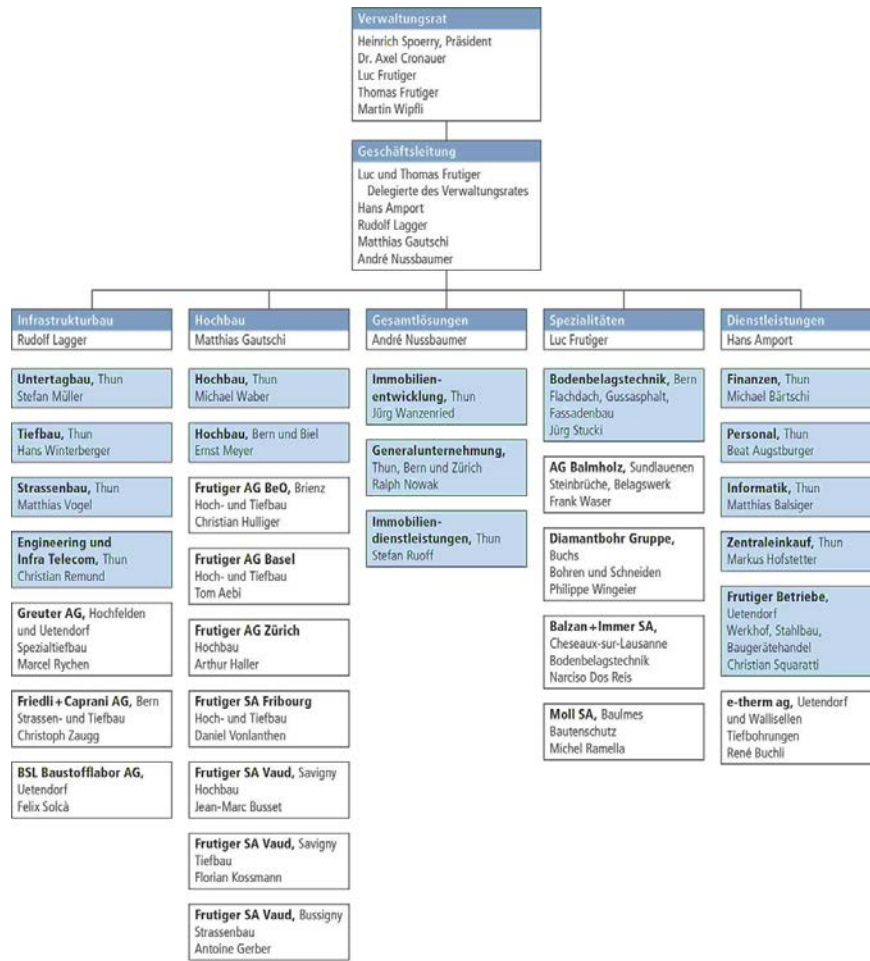 Verwaltungsrat
Heinrich Spoerry, Präsident
Dr. Axel Cronauer
Luc Frutiger
Thomas Frutiger
Martin Wipfli
Geschäftsleitung
Luc und Thomas Frutiger
Delegierte des Verwaltungsrates
Hans Amport
Rudolf Lagger
Matthias Gautschi
André Nussbaumer
Infrastrukturbau
Rudolf Lagger
Untertagbau, Thun
Stefan Müller
Tiefbau, Thun
Hans Winterberger
Strassenbau, Thun
Matthias Vogel
Engineering und
Infra Telecom, Thun
Christian Remund
Greuter AG, Hochfelden
und Uetendorf
Spezialtiefbau
Marcel Rychen
Friedli+Caprani AG, Bern
Strassen- und Tiefbau
Christoph Zaugg
BSL Baustofflabor AG,
Uetendorf
Felix Solcà
Hochbau
Matthias Gautschi
Hochbau, Thun
Michael Waber
Hochbau, Bern und Biel
Ernst Meyer
Frutiger AG BeO, Brienz
Hoch- und Tiefbau
Christian Hulliger
Frutiger AG Basel
Hoch- und Tiefbau
Tom Aebi
Frutiger AG Zürich
Hochbau
Arthur Haller
Frutiger SA Fribourg
Hoch- und Tiefbau
Daniel Vonlanthen
Frutiger SA Vaud, Savigny
Hochbau
Jean-Marc Busset
Frutiger SA Vaud, Savigny
Tiefbau
Florian Kossmann
Frutiger SA Vaud, Bussigny
Strassenbau
Antoine Gerber
Gesamtlösungen
André Nussbaumer
Immobilien-
entwicklung, Thun
Jürg Wanzenried
Generalunternehmung,
Thun, Bern und Zürich
Ralph Nowak
Immobilien-
dienstleistungen, Thun
Stefan Ruoff
Spezialitäten
Luc Frutiger
Bodenbelagstechnik, Bern
Flachdach, Gussasphalt,
Fassadenbau
Jürg Stucki
AG Balmholz, Sundlauenen
Steinbrüche, Belagswerk
Frank Waser
Diamantbohr Gruppe,
Buchs
Bohren und Schneiden
Philippe Wingeier
Balzan+Immer SA,
Cheseaux-sur-Lausanne
Bodenbelagstechnik
Narciso Dos Reis
Moll SA, Baulmes
Bautenschutz
Michel Ramella
Dienstleistungen
Hans Amport
Finanzen, Thun
Michael Bärtschi
Personal, Thun
Beat Augstburger
Informatik, Thun
Matthias Balsiger
Zentraleinkauf, Thun
Markus Hofstetter
Frutiger Betriebe,
Uetendorf
Werkhof, Stahlbau,
Baugerätehandel
Christian Squaratti
e-therm ag, Uetendorf
und Wallisellen
Tiefbohrungen
René Buchli